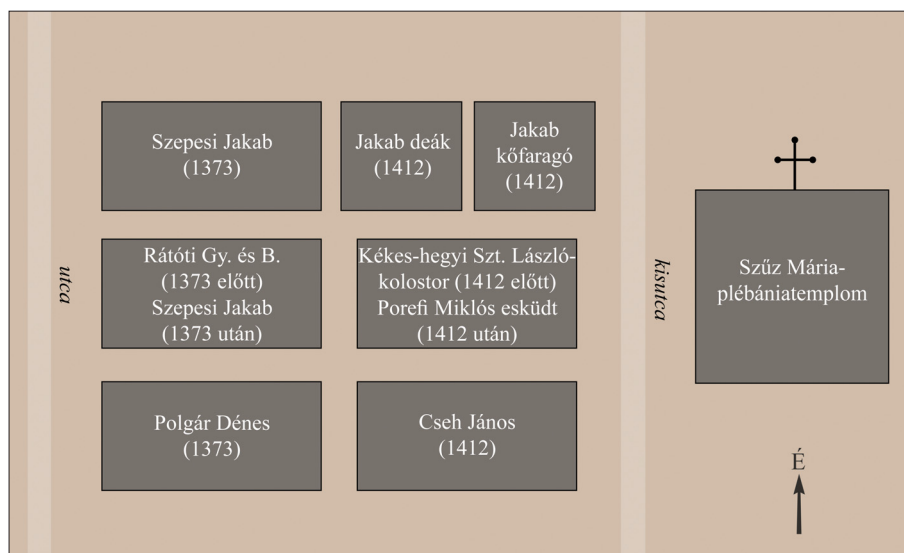 Szepesi Jakab
(1373)
Jakab deák
(1412)
Jakab
kőfaragó
(1412)
utca
Rátóti Gy. és B.
(1373 előtt)
Szepesi Jakab
(1373 után)
Kékes-hegyi Szt. László-
kolostor (1412 előtt)
Porefi Miklós esküdt
(1412 után)
kisutca
Szűz Mária-
plébániatemplom
Polgár Dénes
(1373)
Cseh János
(1412)
É